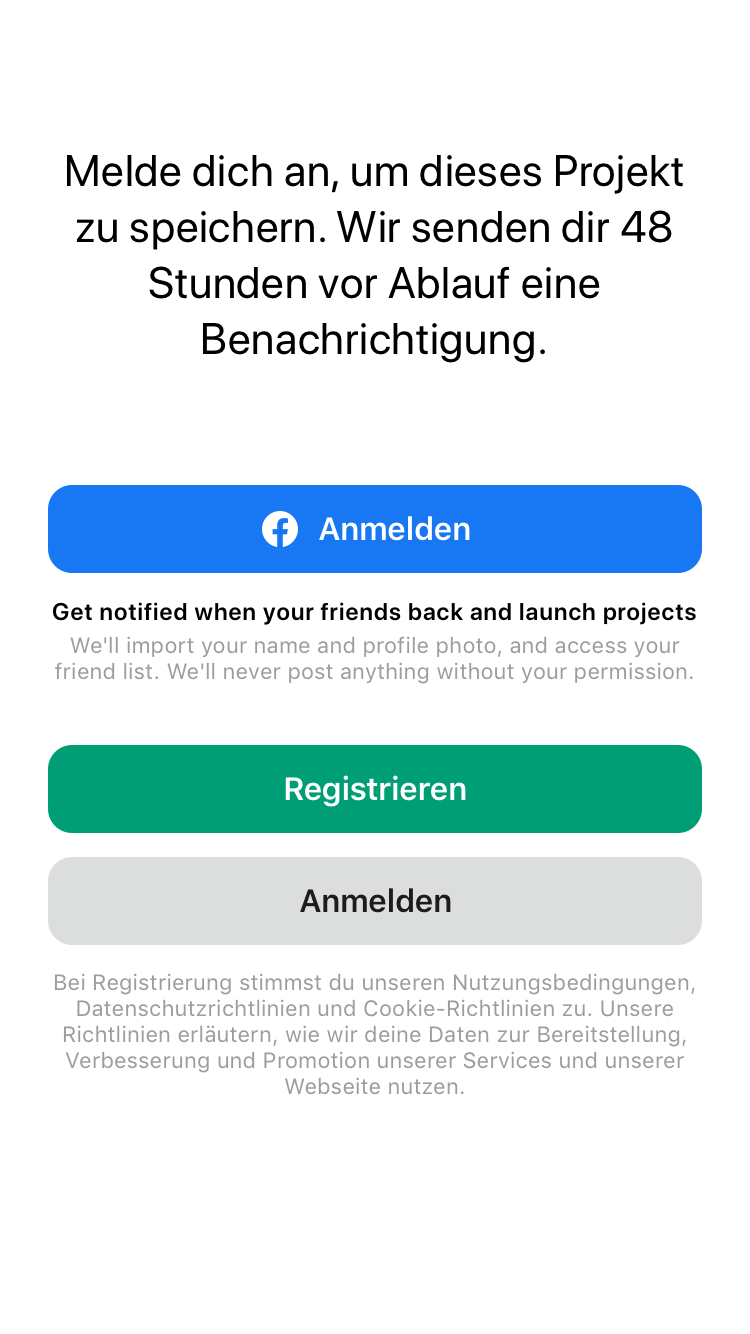 Melde dich an, um dieses Projekt
zu speichern. Wir senden dir 48
Stunden vor Ablauf eine
Benachrichtigung.
Anmelden
Get notified when your friends back and launch projects
We'll import your name and profile photo, and access your
friend list. We'll never post anything without your permission.
Registrieren
Anmelden
Bei Registrierung stimmst du unseren Nutzungsbedingungen,
Datenschutzrichtlinien und Cookie-Richtlinien zu. Unsere
Richtlinien erläutern, wie wir deine Daten zur Bereitstellung,
Verbesserung und Promotion unserer Services und unserer
Webseite nutzen.